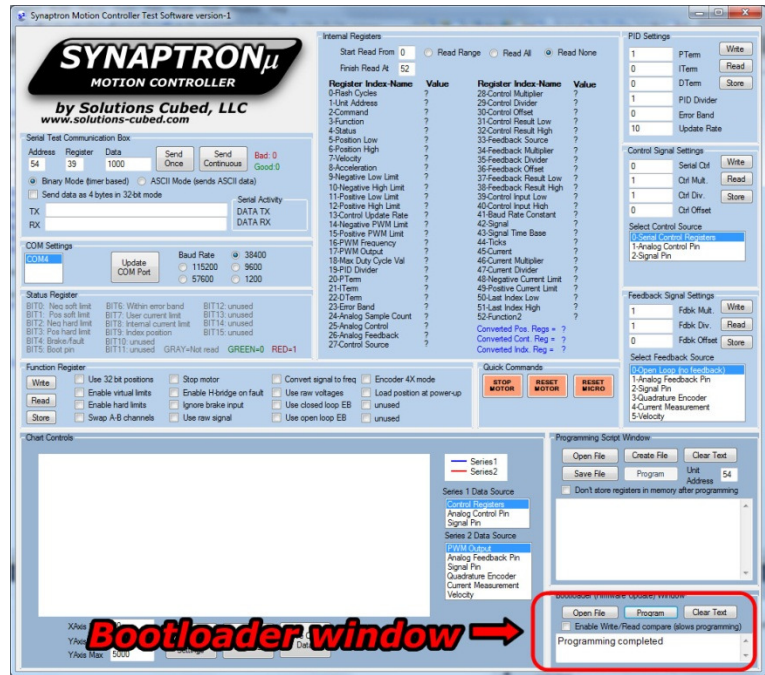 Synaptron Motion Controller Test Software version-1
SYNAPTRONμ
MOTION CONTROLLER
by Solutions Cubed, LLC
www.solutions-cubed.com
Serial Test Communication Box
Address Register Data
54 39 1000 Send Once Send Continuous Bad: 0
Good:0
Binary Mode (timer based) ASCII Mode (sends ASCII data)
Send data as 4 bytes in 32-bit mode
Serial Activity
TX DATA TX
RX DATA RX
COM Settings
COM4
Update COM Port
Baud Rate 38400
115200 9600
57600 1200
Status Register
BIT0: Neg soft limit BIT6: Within error band BIT12: unused
BIT1: Pos soft limit BIT7: User current limit BIT13: unused
BIT2: Neg hard limit BIT8: Internal current limit BIT14: unused
BIT3: Pos hard limit BIT9: Index position BIT15: unused
BIT4: Brake/fault BIT10: unused
BIT5: Boot pin BIT11: unused GRAY=Not read GREEN=0 RED=1
Internal Registers
Start Read From 0 Read Range Read All Read None
Finish Read At 52
Register Index-Name Value Register Index-Name Value
0-Flash Cycles ? 28-Control Multiplier ?
1-Unit Address ? 29-Control Divider ?
2-Command ? 30-Control Offset ?
3-Function ? 31-Control Result Low ?
4-Status ? 32-Control Result High ?
5-Position Low ? 33-Feedback Source ?
6-Position High ? 34-Feedback Multiplier ?
7-Velocity ? 35-Feedback Divider ?
8-Acceleration ? 36-Feedback Offset ?
9-Negative Low Limit ? 37-Feedback Result Low ?
10-Negative High Limit ? 38-Feedback Result High ?
11-Positive Low Limit ? 39-Control Input Low ?
12-Positive High Limit ? 40-Control Input High ?
13-Control Update Rate ? 41-Baud Rate Constant ?
14-Negative PWM Limit ? 42-Signal ?
15-Positive PWM Limit ? 43-Signal Time Base ?
16-PWM Frequency ? 44-Ticks ?
17-PWM Output ? 45-Current ?
18-Max Duty Cycle Val ? 46-Current Multiplier ?
19-PID Divider ? 47-Current Divider ?
20-PTerm ? 48-Negative Current Limit ?
21-ITerm ? 49-Positive Current Limit ?
22-DTerm ? 50-Last Index Low ?
23-Error Band ? 51-Last Index High ?
24-Analog Sample Count ? 52-Function2 ?
25-Analog Control ? Converted Pos. Regs = ?
26-Analog Feedback ? Converted Cont. Reg = ?
27-Control Source ? Converted Indx. Reg = ?
PID Settings
1 PTerm Write
0 ITerm Read
0 DTerm Store
1 PID Divider
0 Error Band
10 Update Rate
Control Signal Settings
0 Serial Ctrl Write
1 Ctrl Mult. Read
1 Ctrl Div. Store
0 Ctrl Offset
Select Control Source
0-Serial Control Registers
1-Analog Control Pin
2-Signal Pin
Feedback Signal Settings
1 Fdbk Mult. Write
1 Fdbk Div. Read
0 Fdbk Offset Store
Select Feedback Source
0-Open Loop (no feedback)
1-Analog Feedback Pin
2-Signal Pin
3-Quadrature Encoder
4-Current Measurement
5-Velocity
Function Register
Write Use 32 bit positions Stop motor Convert signal to freq Encoder 4X mode
Enable virtual limits Enable H-bridge on fault Use raw voltages Load position at power-up
Read Enable hard limits Ignore brake input Use closed loop EB unused
Store Swap A-B channels Use raw signal Use open loop EB unused
Quick Commands
STOP MOTOR RESET MOTOR RESET MICRO
Chart Controls
Series1
Series2
Series 1 Data Source
Control Registers
Analog Control Pin
Signal Pin
Series 2 Data Source
PWM Output
Analog Feedback Pin
Signal Pin
Quadrature Encoder
Current Measurement
Velocity
XAxis
YAxis
YAxis Max 5000 Settings Data
Bootloader window
Programming Script Window
Open File Create File Clear Text
Save File Program Unit Address 54
Don't store registers in memory after programming
Bootloader (Firmware Update) Window
Open File Program Clear Text
Enable Write/Read compare (slows programming)
Programming completed